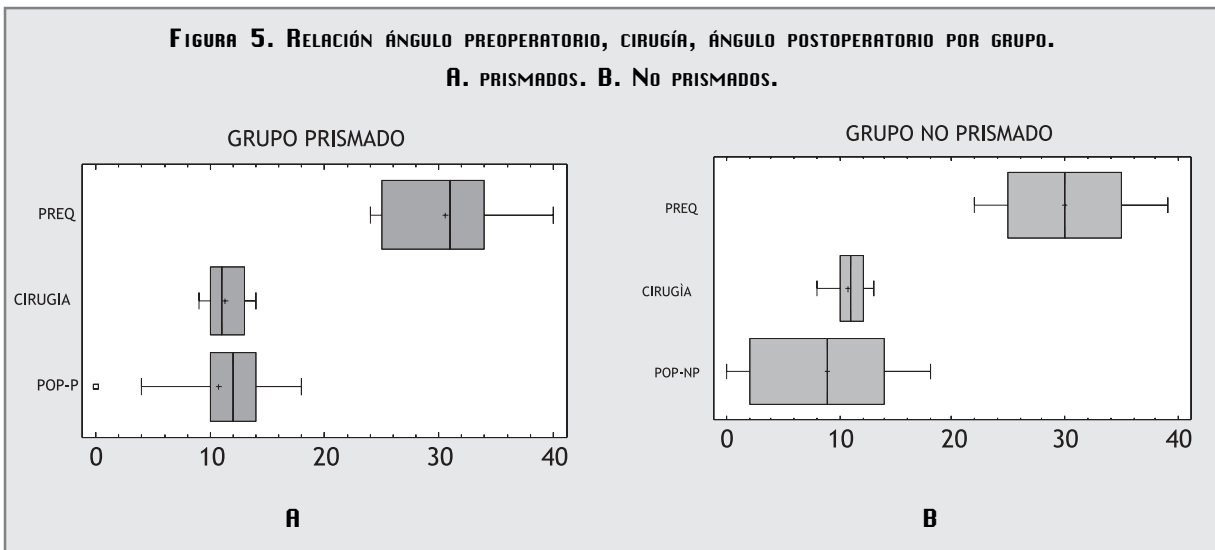 Figura 5. Relación ángulo preoperatorio, cirugía, ángulo postoperatorio por grupo.
A. prismados. B. No prismados.
GRUPO PRISMADO
PREQ
CIRUGIA
POP-P
0 10 20 30 40
A
GRUPO NO PRISMADO
PREQ
CIRUGÌA
POP-NP
0 10 20 30 40
B